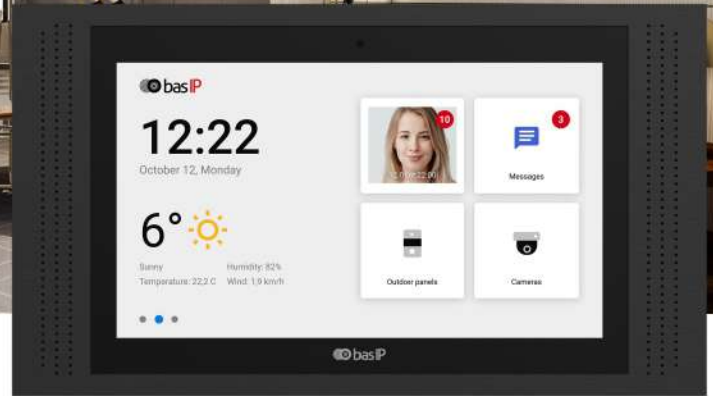 bas IP
12:22
October 12, Monday
6°
Sunny
Humidity: 82%
Temperature: 22,2 C
Wind: 1,9 km/h
10
3
Messages
Outdoor panels
Cameras
bas IP